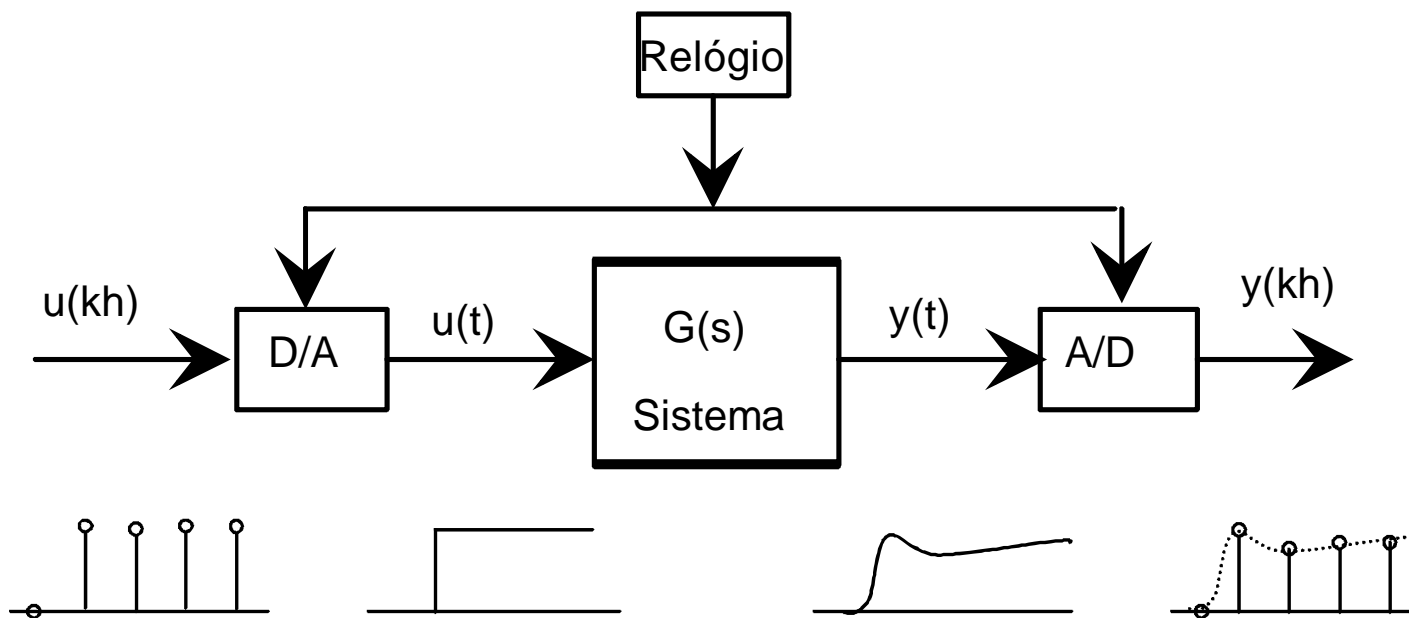 Relógio
u(kh)
D/A
u(t)
G(s)
Sistema
y(t)
A/D
y(kh)